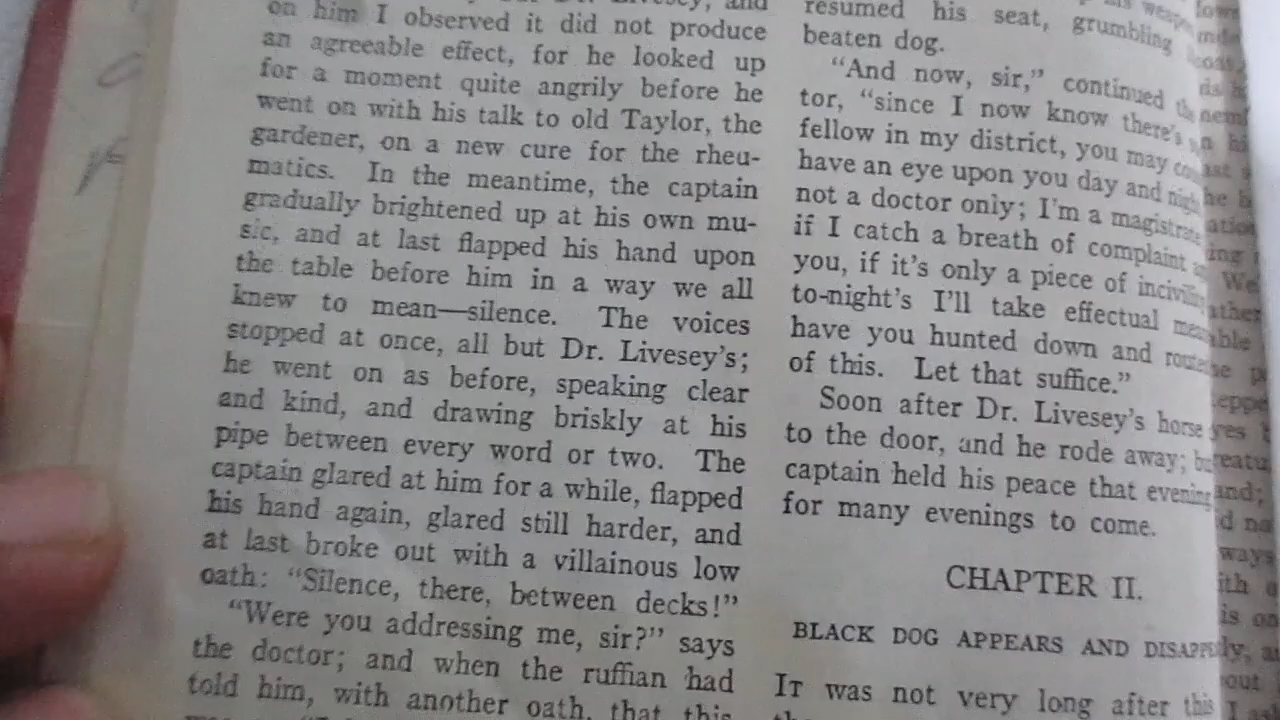 on him I observed it did not produce
an agreeable effect, for he looked up
for a moment quite angrily before he
went on with his talk to old Taylor, the
gardener, on a new cure for the rheu-
matics. In the meantime, the captain
gradually brightened up at his own mu-
sic, and at last flapped his hand upon
the table before him in a way we all
knew to mean—silence. The voices
stopped at once, all but Dr. Livesey's;
he went on as before, speaking clear
and kind, and drawing briskly at his
pipe between every word or two. The
captain glared at him for a while, flapped
his hand again, glared still harder, and
at last broke out with a villainous low
oath: "Silence, there, between decks!"
"Were you addressing me, sir?" says
the doctor; and when the ruffian had
told him, with another oath, that this
resumed his seat, grumbling
beaten dog.
"And now, sir," continued
tor, "since I now know there's
fellow in my district, you may
have an eye upon you day and night
not a doctor only; I'm a magistrate
if I catch a breath of complaint
you, if it's only a piece of incivility
to-night's I'll take effectual
have you hunted down and
of this. Let that suffice."
Soon after Dr. Livesey's horse
to the door, and he rode away;
captain held his peace that evening
for many evenings to come.
CHAPTER II.
BLACK DOG APPEARS AND
IT was not very long after this